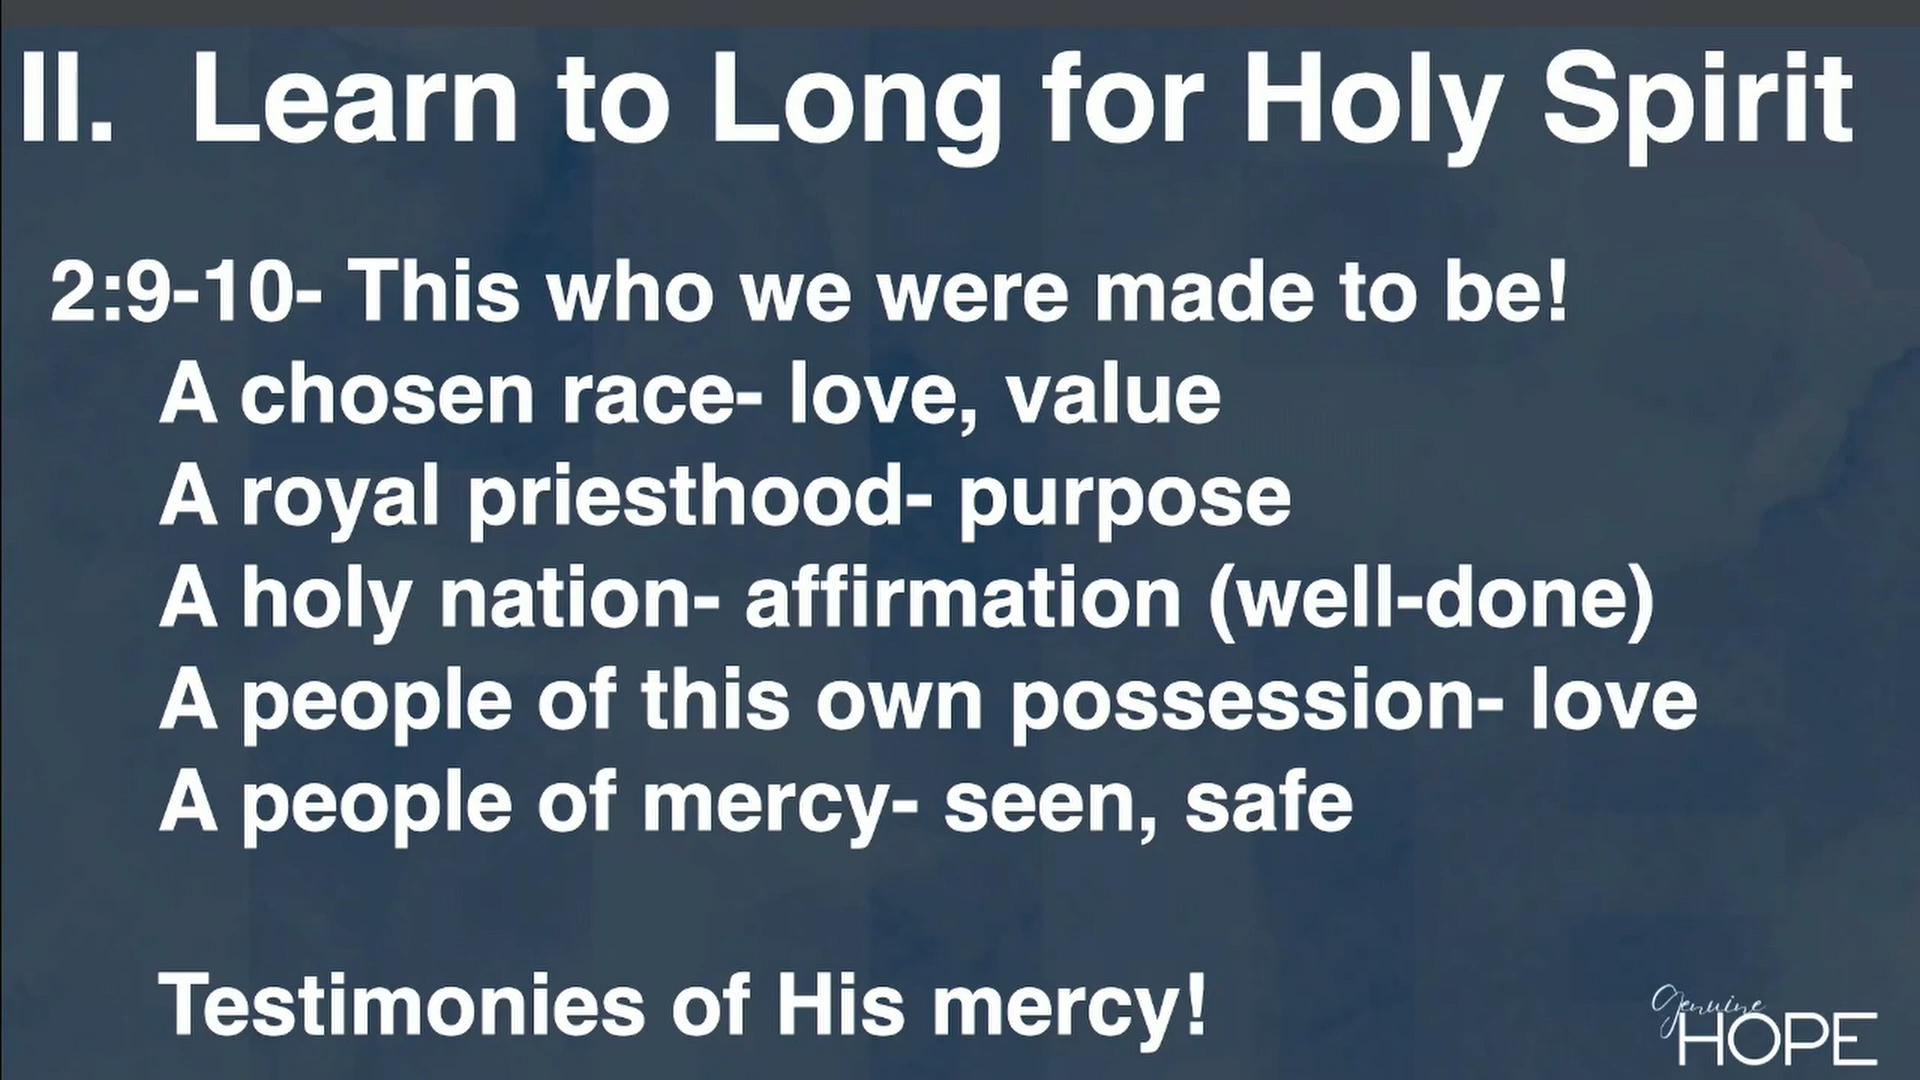 II. Learn to Long for Holy Spirit
2:9-10- This who we were made to be!
A chosen race- love, value
A royal priesthood- purpose
A holy nation- affirmation (well-done)
A people of this own possession- love
A people of mercy- seen, safe
Testimonies of His mercy!
Genuine
HOPE